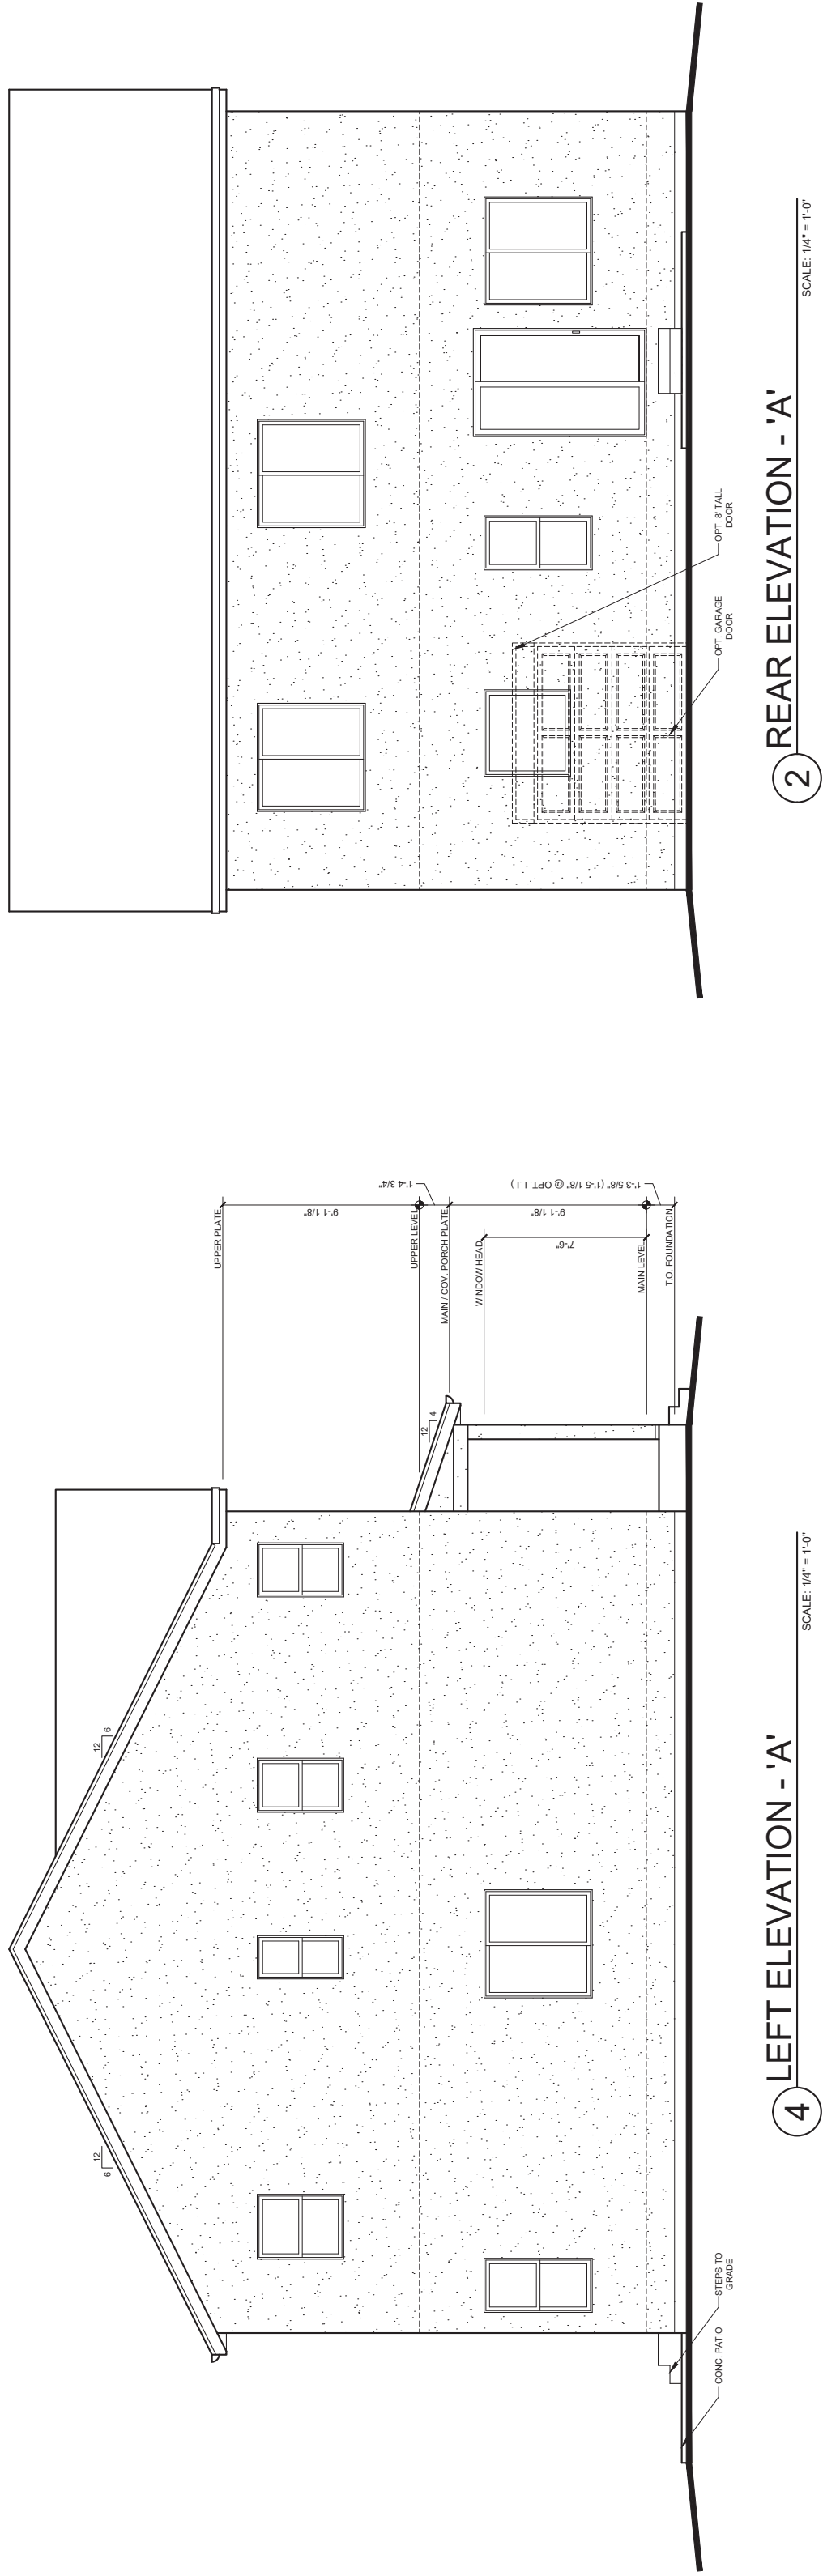 UPPER PLATE
9'-1 1/8"
UPPER LEVEL
1'-4 3/4"
MAIN / COV. PORCH PLATE
WINDOW HEAD
9'-1 1/8"
7'-6"
MAIN LEVEL
1'-3 5/8" (1'-5 1/8" @ OPT. L.L)
T.O. FOUNDATION
12
6
12
6
12
4
CONC. PATIO
STEPS TO
GRADE
4
LEFT ELEVATION - 'A'
SCALE: 1/4" = 1'-0"
OPT. GARAGE
DOOR
OPT. 8' TALL
DOOR
2
REAR ELEVATION - 'A'
SCALE: 1/4" = 1'-0"